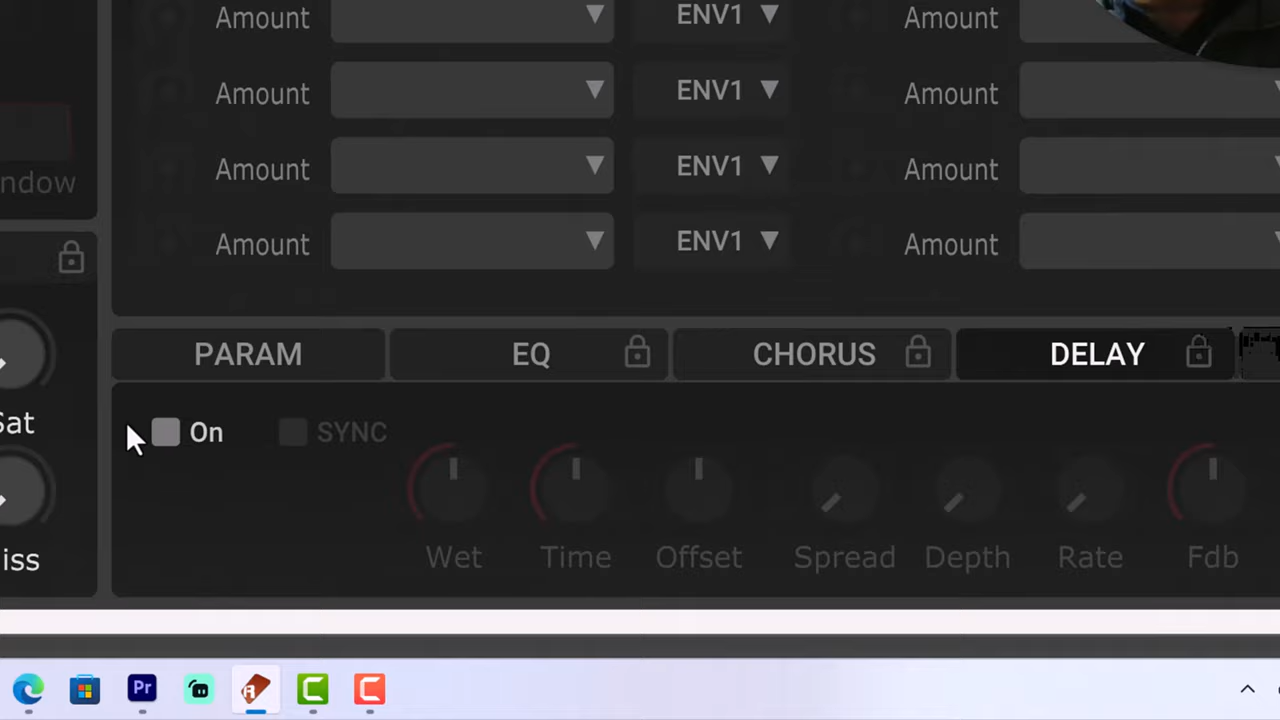 Amount ENV1 Amount
Amount ENV1 Amount
Amount ENV1 Amount
Amount ENV1 Amount
ndow
PARAM EQ CHORUS DELAY
Sat
On SYNC
iss
Wet Time Offset Spread Depth Rate Fdb
Pr